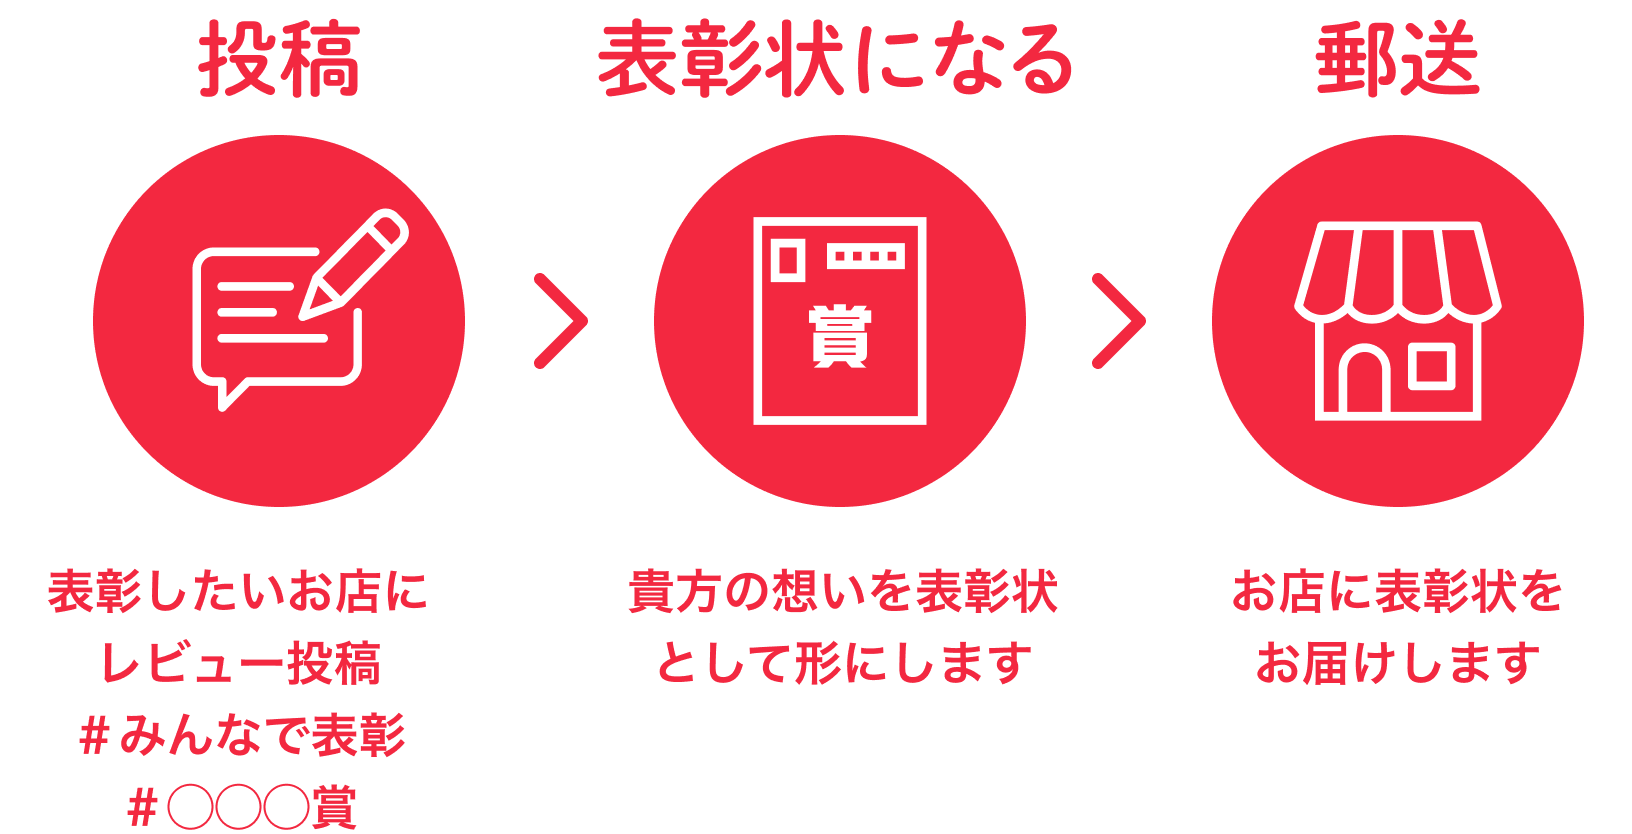 投稿
表彰状になる
郵送
賞
表彰したいお店に
レビュー投稿
#みんなで表彰
#◯◯◯賞
貴方の想いを表彰状
として形にします
お店に表彰状を
お届けします